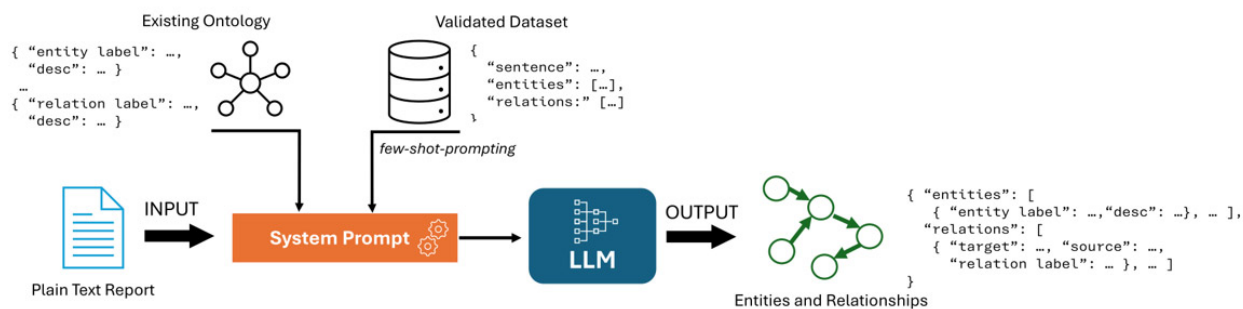 Existing Ontology
{ “entity label”: …,
“desc”: … }
…
{ “relation label”: …,
“desc”: … }
Validated Dataset
{
“sentence”: …,
“entities”: […],
“relations:” […]
}
few-shot-prompting
INPUT
Plain Text Report
System Prompt
LLM
OUTPUT
Entities and Relationships
{ “entities”: [
{ “entity label”: …,“desc”: …}, … ],
“relations”: [
{ “target”: …, “source”: …,
“relation label”: … }, … ]
}